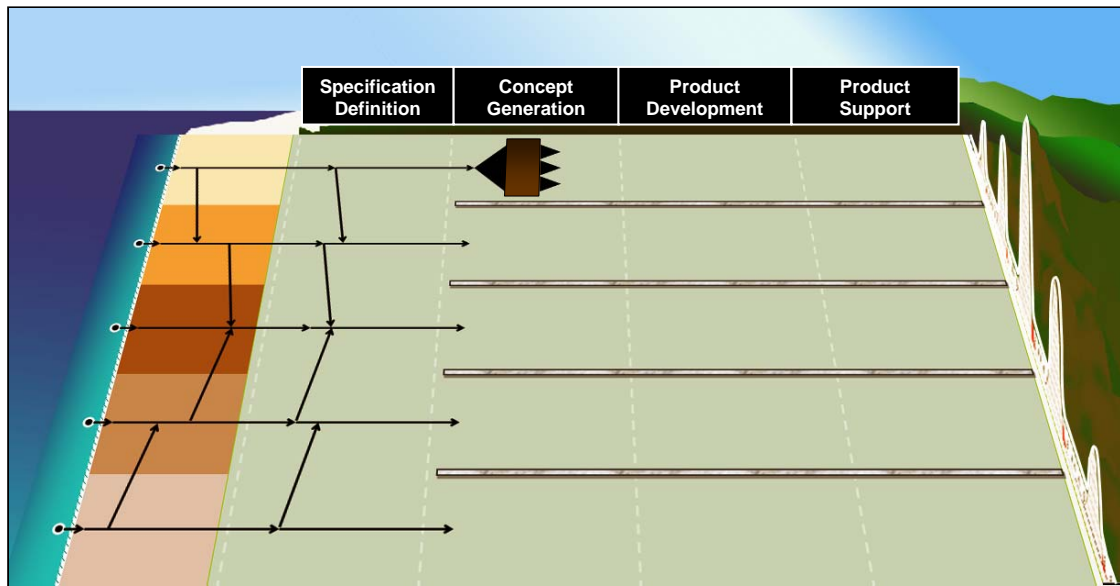 Specification
Definition
Concept
Generation
Product
Development
Product
Support